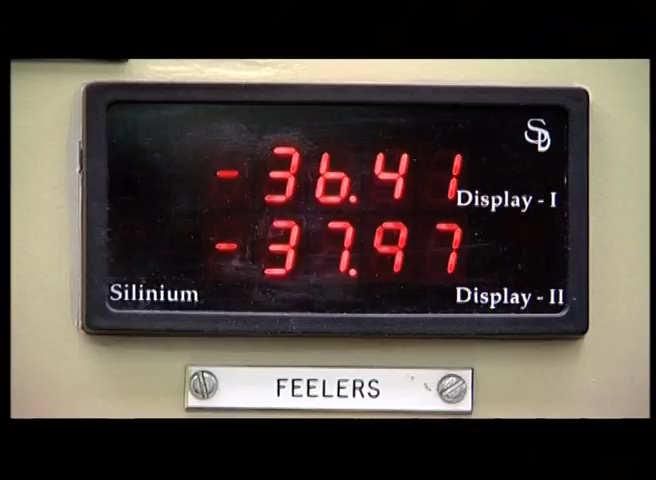 SD
-36.41
Display - I
-37.97
Silinium
Display - II
FEELERS